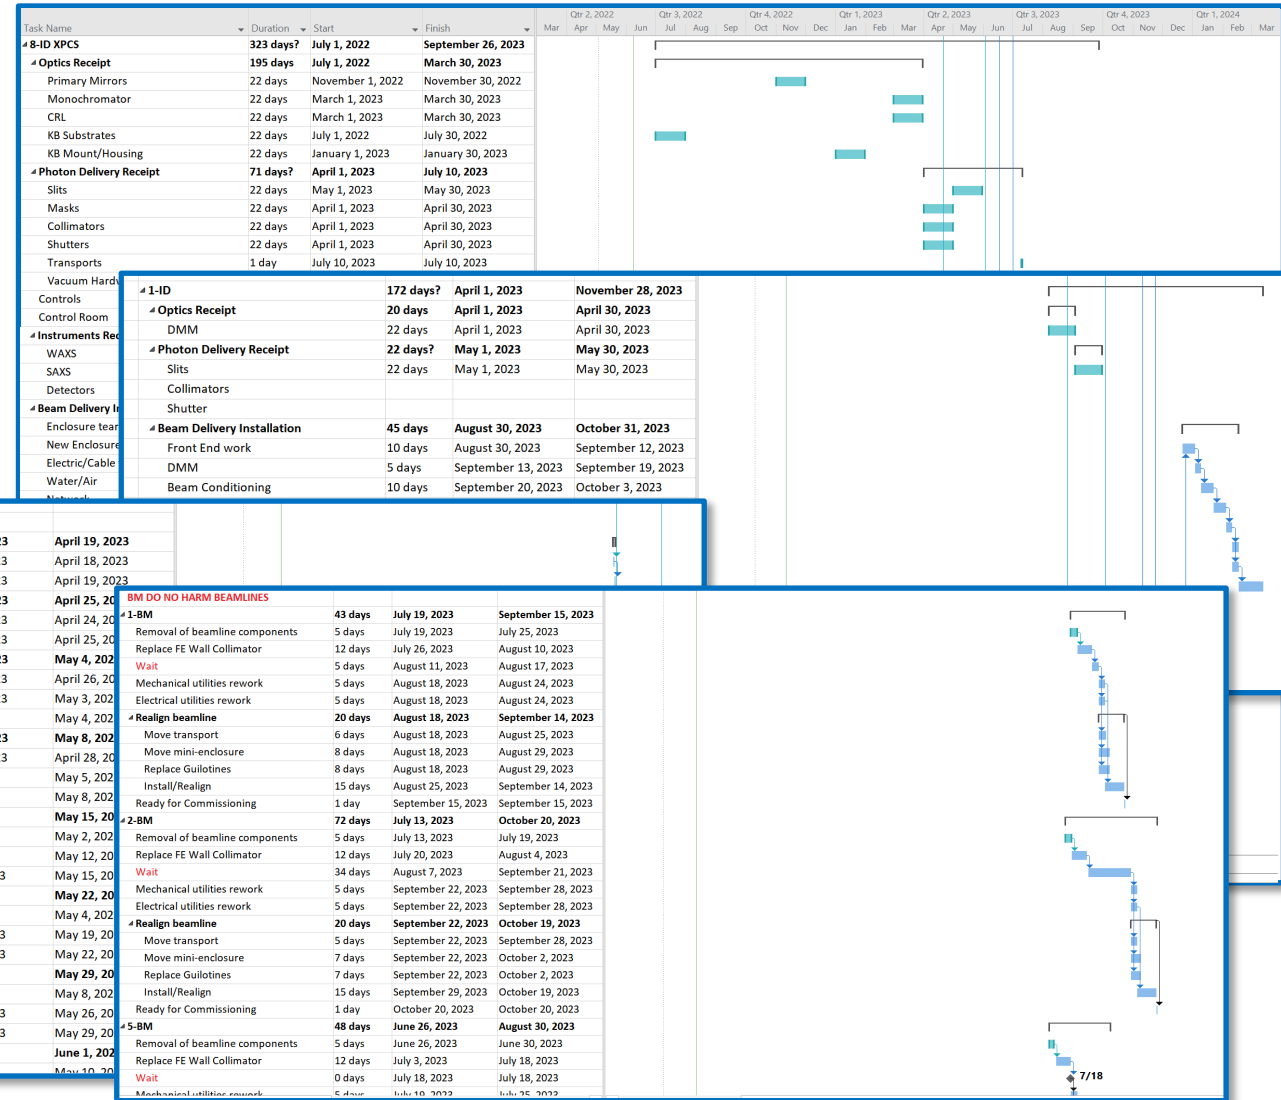 Qtr 2, 2022 Qtr 3, 2022 Qtr 4, 2022 Qtr 1, 2023 Qtr 2, 2023 Qtr 3, 2023 Qtr 4, 2023 Qtr 1, 2024
Task Name Duration Start Finish Mar Apr May Jun Jul Aug Sep Oct Nov Dec Jan Feb Mar Apr May Jun Jul Aug Sep Oct Nov Dec Jan Feb Mar
8-ID XPCS 323 days? July 1, 2022 September 26, 2023
Optics Receipt 195 days July 1, 2022 March 30, 2023
Primary Mirrors 22 days November 1, 2022 November 30, 2022
Monochromator 22 days March 1, 2023 March 30, 2023
CRL 22 days March 1, 2023 March 30, 2023
KB Substrates 22 days July 1, 2022 July 30, 2022
KB Mount/Housing 22 days January 1, 2023 January 30, 2023
Photon Delivery Receipt 71 days? April 1, 2023 July 10, 2023
Slits 22 days May 1, 2023 May 30, 2023
Masks 22 days April 1, 2023 April 30, 2023
Collimators 22 days April 1, 2023 April 30, 2023
Shutters 22 days April 1, 2023 April 30, 2023
Transports 1 day July 10, 2023 July 10, 2023
Vacuum
Controls
Control Room
Instruments
WAXS
SAXS
Detectors
Beam Delivery
Enclosure
New Enclosure
Electric/Cable
Water/Air
1-ID 172 days? April 1, 2023 November 28, 2023
Optics Receipt 20 days April 1, 2023 April 30, 2023
DMM 22 days April 1, 2023 April 30, 2023
Photon Delivery Receipt 22 days? May 1, 2023 May 30, 2023
Slits 22 days May 1, 2023 May 30, 2023
Collimators
Shutter
Beam Delivery Installation 45 days August 30, 2023 October 31, 2023
Front End work 10 days August 30, 2023 September 12, 2023
DMM 5 days September 13, 2023 September 19, 2023
Beam Conditioning 10 days September 20, 2023 October 3, 2023
April 19, 2023
April 18, 2023
April 19, 2023
April 25, 20
April 24, 20
April 25, 20
May 4, 202
April 26, 20
May 3, 202
May 4, 202
May 8, 202
April 28, 20
May 5, 202
May 8, 202
May 15, 20
May 2, 202
May 12, 20
May 15, 20
May 22, 20
May 4, 202
May 19, 20
May 22, 20
May 29, 20
May 8, 202
May 26, 20
May 29, 20
June 1, 202
May 10, 20
BM DO NO HARM BEAMLINES
1-BM 43 days July 19, 2023 September 15, 2023
Removal of beamline components 5 days July 19, 2023 July 25, 2023
Replace FE Wall Collimator 12 days July 26, 2023 August 10, 2023
Wait 5 days August 11, 2023 August 17, 2023
Mechanical utilities rework 5 days August 18, 2023 August 24, 2023
Electrical utilities rework 5 days August 18, 2023 August 24, 2023
Realign beamline 20 days August 18, 2023 September 14, 2023
Move transport 6 days August 18, 2023 August 25, 2023
Move mini-enclosure 8 days August 18, 2023 August 29, 2023
Replace Guilotines 8 days August 18, 2023 August 29, 2023
Install/Realign 15 days August 25, 2023 September 14, 2023
Ready for Commissioning 1 day September 15, 2023 September 15, 2023
2-BM 72 days July 13, 2023 October 20, 2023
Removal of beamline components 5 days July 13, 2023 July 19, 2023
Replace FE Wall Collimator 12 days July 20, 2023 August 4, 2023
Wait 34 days August 7, 2023 September 21, 2023
Mechanical utilities rework 5 days September 22, 2023 September 28, 2023
Electrical utilities rework 5 days September 22, 2023 September 28, 2023
Realign beamline 20 days September 22, 2023 October 19, 2023
Move transport 5 days September 22, 2023 September 28, 2023
Move mini-enclosure 7 days September 22, 2023 October 2, 2023
Replace Guilotines 7 days September 22, 2023 October 2, 2023
Install/Realign 15 days September 29, 2023 October 19, 2023
Ready for Commissioning 1 day October 20, 2023 October 20, 2023
5-BM 48 days June 26, 2023 August 30, 2023
Removal of beamline components 5 days June 26, 2023 June 30, 2023
Replace FE Wall Collimator 12 days July 3, 2023 July 18, 2023
Wait 0 days July 18, 2023 July 18, 2023 7/18
Mechanical utilities rework 5 days July 19, 2023 July 25, 2023